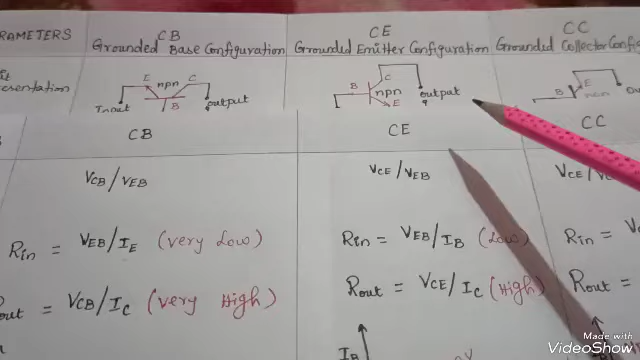 PARAMETERS
CB
Grounded Base Configuration
CE
Grounded Emitter Configuration
CC
Grounded Collector
E npn C
Input B output
C
B npn output
E
E
B npn
CB
CE
CC
VCB/VEB
VCE/VEB
VCE/
Rin = VEB/IE (very Low)
Rin = VEB/IB (Low)
Rin =
Rout = VCB/IC (very High)
Rout = VCE/IC (High)
Rout =
IB
Made with
VideoShow